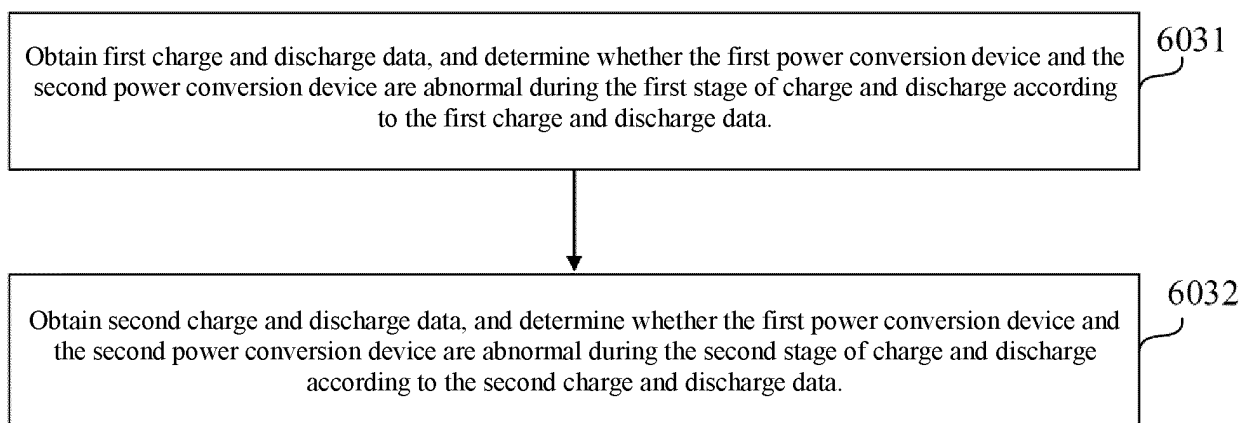 Obtain first charge and discharge data, and determine whether the first power conversion device and the
second power conversion device are abnormal during the first stage of charge and discharge according
to the first charge and discharge data.
6031
Obtain second charge and discharge data, and determine whether the first power conversion device and
the second power conversion device are abnormal during the second stage of charge and discharge
according to the second charge and discharge data.
6032